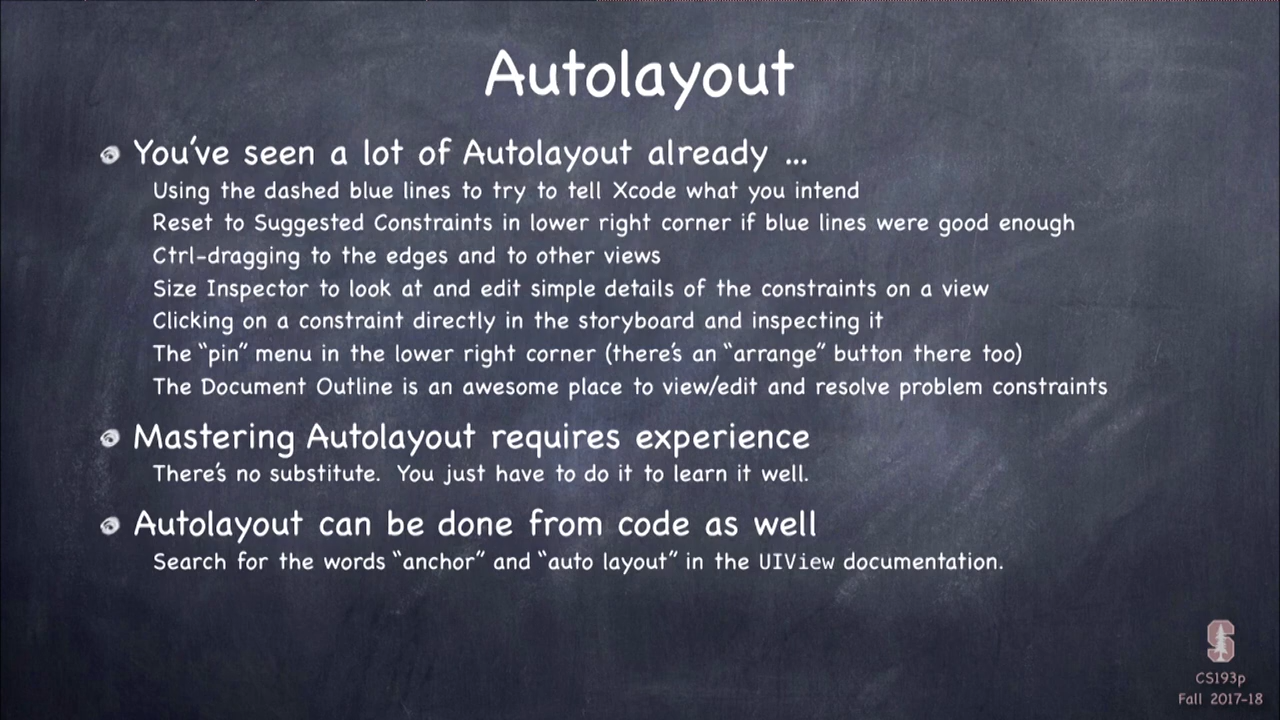 Autolayout
You've seen a lot of Autolayout already ...
Using the dashed blue lines to try to tell Xcode what you intend
Reset to Suggested Constraints in lower right corner if blue lines were good enough
Ctrl-dragging to the edges and to other views
Size Inspector to look at and edit simple details of the constraints on a view
Clicking on a constraint directly in the storyboard and inspecting it
The “pin” menu in the lower right corner (there's an “arrange” button there too)
The Document Outline is an awesome place to view/edit and resolve problem constraints
Mastering Autolayout requires experience
There's no substitute. You just have to do it to learn it well.
Autolayout can be done from code as well
Search for the words “anchor” and “auto layout” in the UIView documentation.
S
CS193p
Fall 2017-18